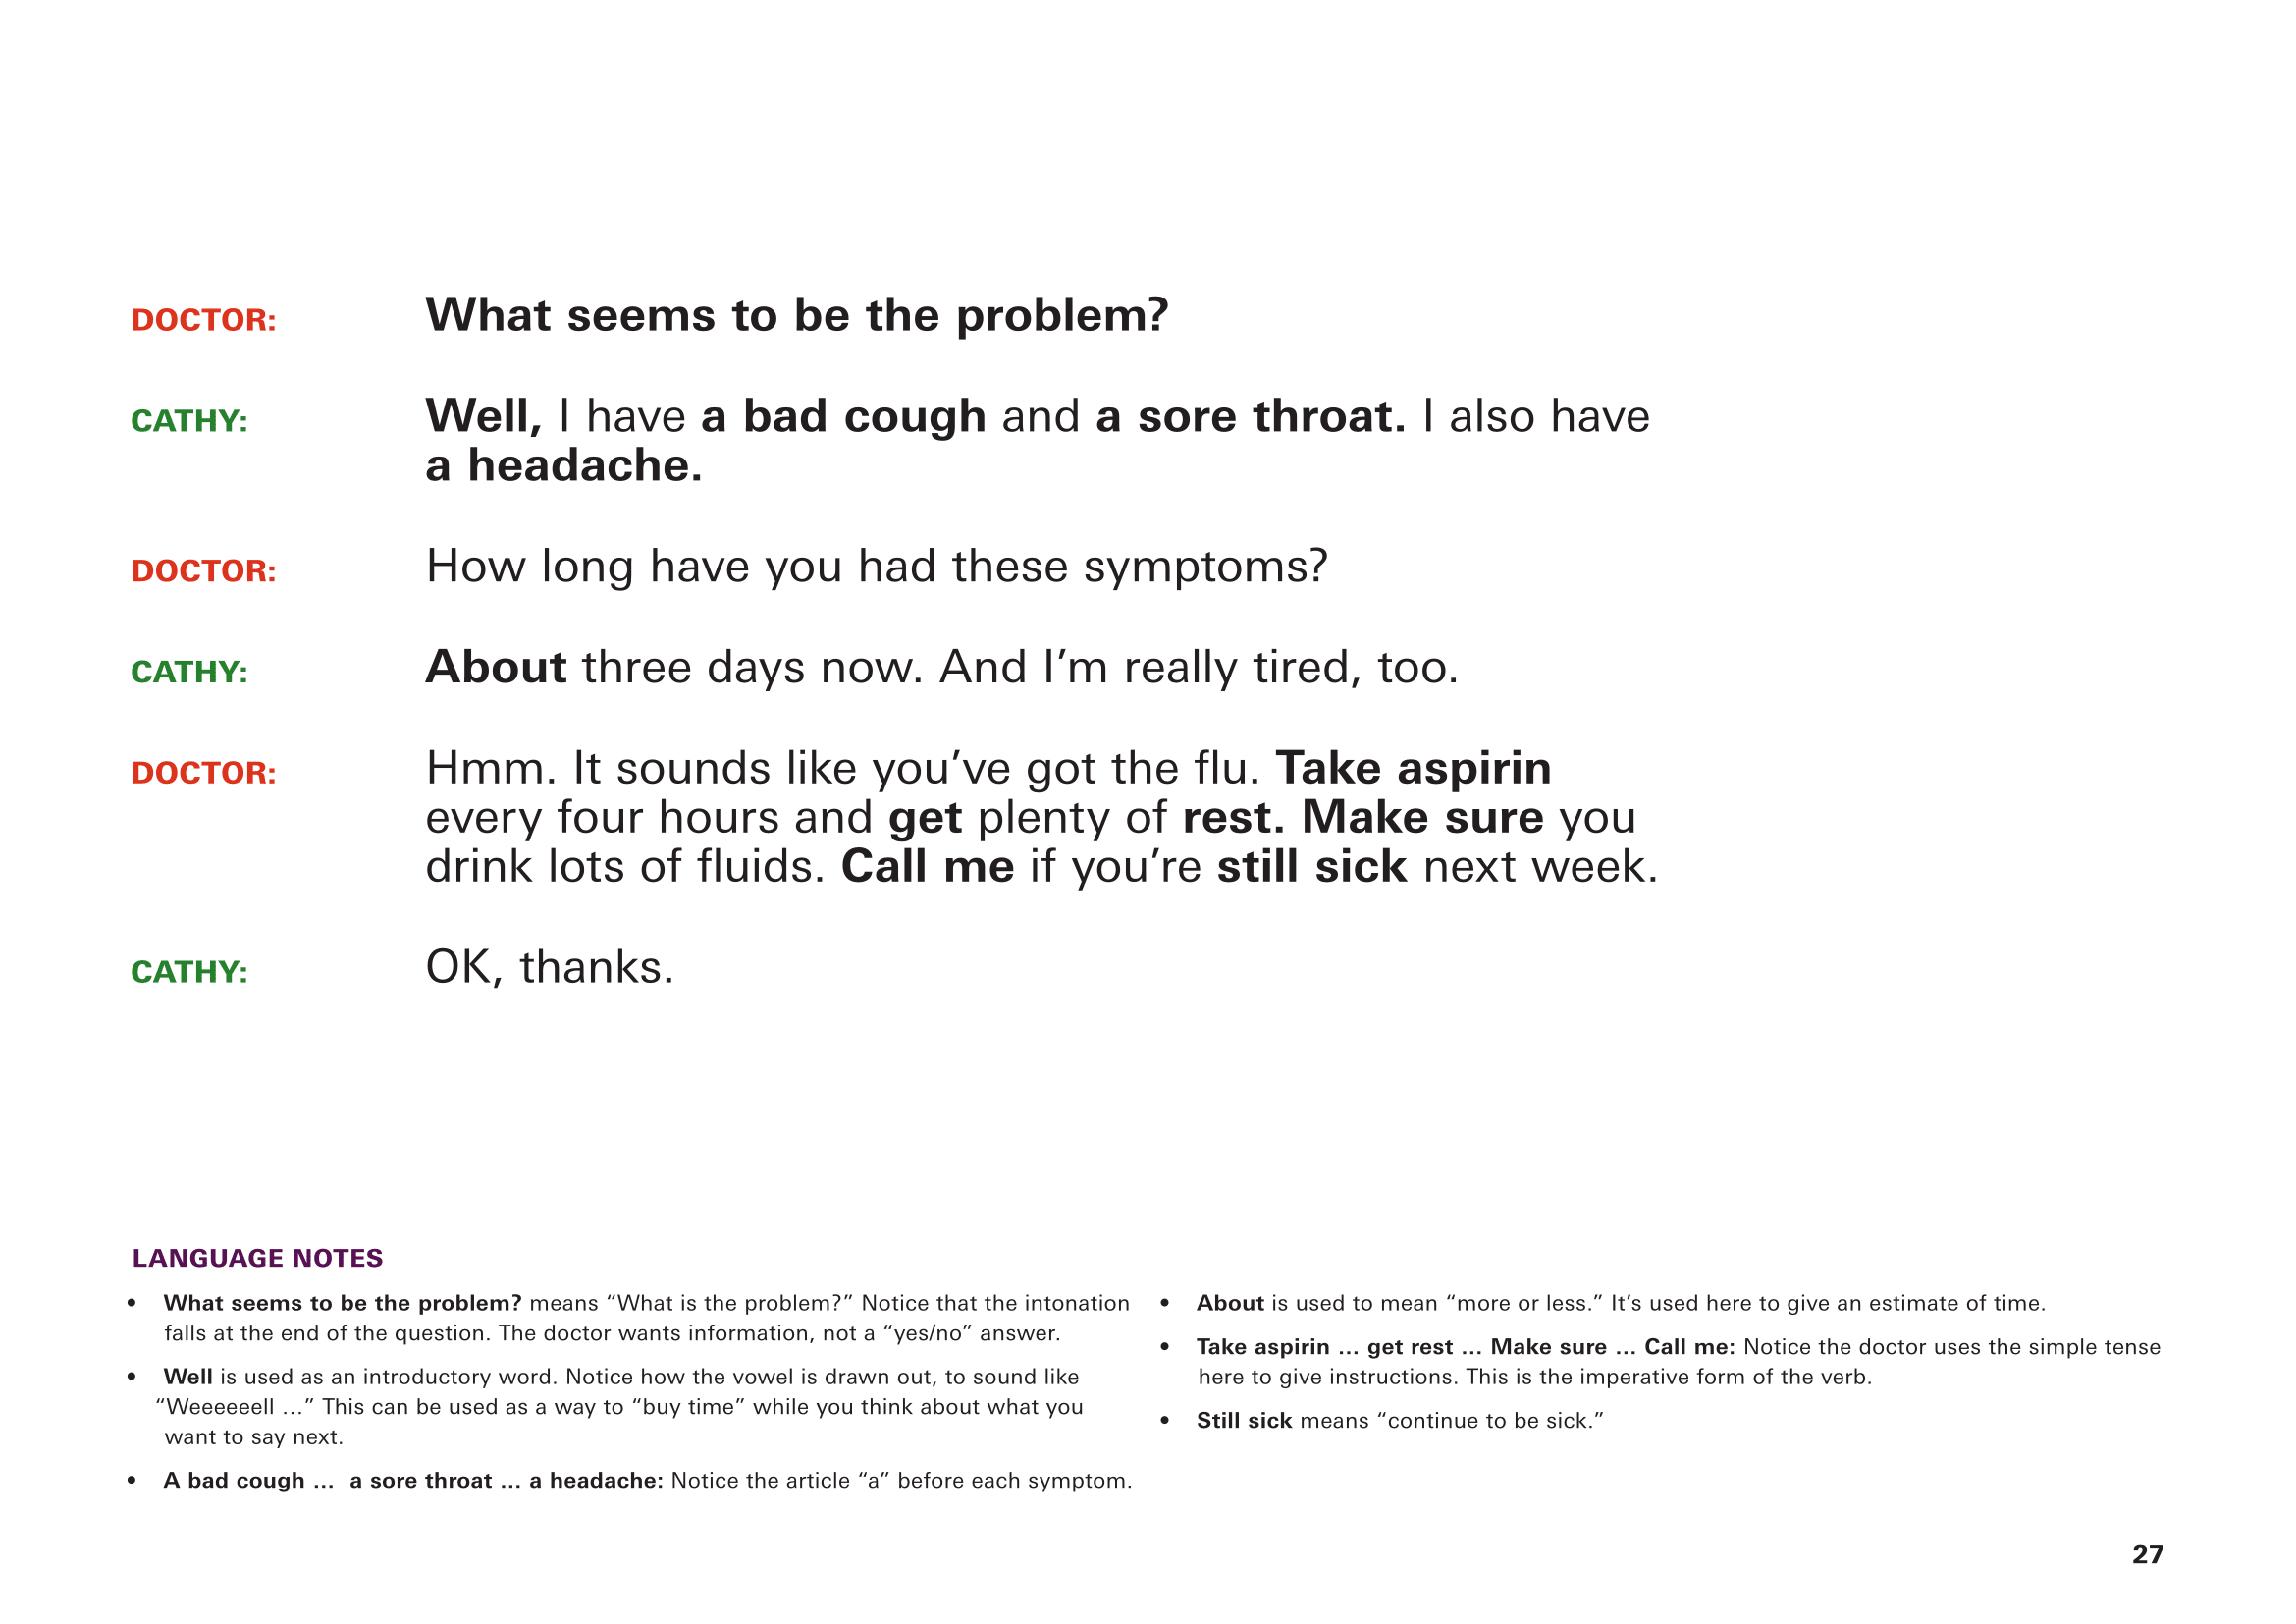 DOCTOR: What seems to be the problem?
CATHY: Well, I have a bad cough and a sore throat. I also have
a headache.
DOCTOR: How long have you had these symptoms?
CATHY: About three days now. And I’m really tired, too.
DOCTOR: Hmm. It sounds like you’ve got the flu. Take aspirin
every four hours and get plenty of rest. Make sure you
drink lots of fluids. Call me if you’re still sick next week.
CATHY: OK, thanks.
LANGUAGE NOTES
• What seems to be the problem? means “What is the problem?” Notice that the intonation
falls at the end of the question. The doctor wants information, not a “yes/no” answer.
• Well is used as an introductory word. Notice how the vowel is drawn out, to sound like
“Weeeeeell …” This can be used as a way to “buy time” while you think about what you
want to say next.
• A bad cough … a sore throat … a headache: Notice the article “a” before each symptom.
• About is used to mean “more or less.” It’s used here to give an estimate of time.
• Take aspirin … get rest … Make sure … Call me: Notice the doctor uses the simple tense
here to give instructions. This is the imperative form of the verb.
• Still sick means “continue to be sick.”
27